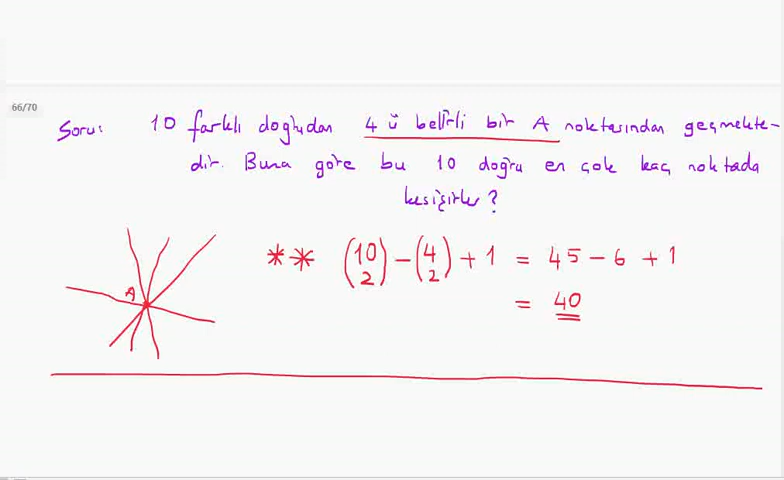 66/70
Soru: 10 farklı doğrudan 4 ü belirli bir A noktasından geçmekte-
dir. Buna göre bu 10 doğru en çok kaç noktada
kesişirler?
A
** (10 2) - (4 2) + 1 = 45 - 6 + 1
= 40